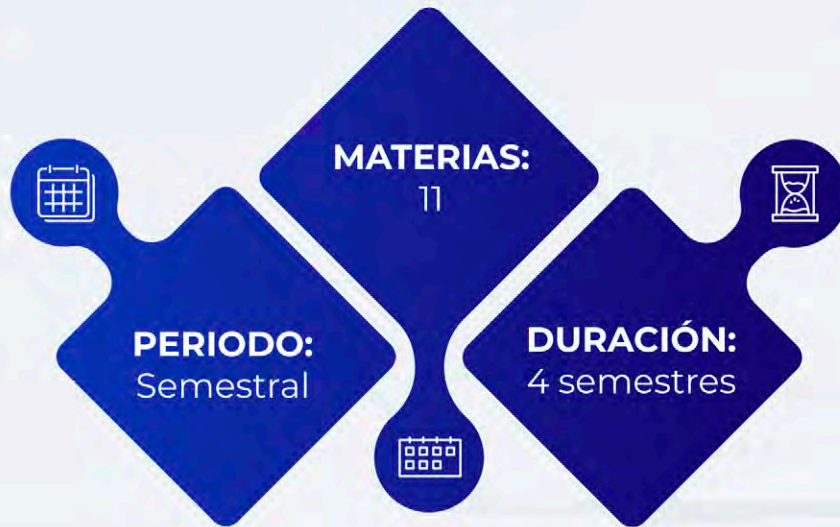 MATERIAS:
11
PERIODO:
Semestral
DURACIÓN:
4 semestres